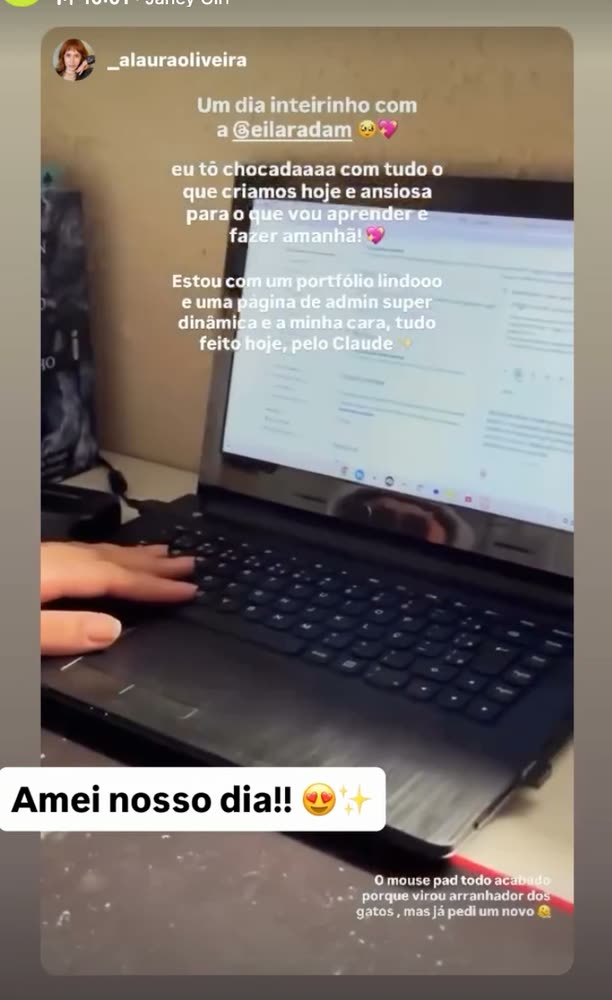 _alauraoliveira
Um dia inteirinho com
a @eilaradam 🥹💖
eu tô chocadaaaa com tudo o
que criamos hoje e ansiosa
para o que vou aprender e
fazer amanhã!💖
Estou com um portfólio lindooo
e uma página de admin super
dinâmica e a minha cara, tudo
feito hoje, pelo Claude ✨
Amei nosso dia!! 😍✨
O mouse pad todo acabado
porque virou arranhador dos
gatos , mas já pedi um novo 🫠